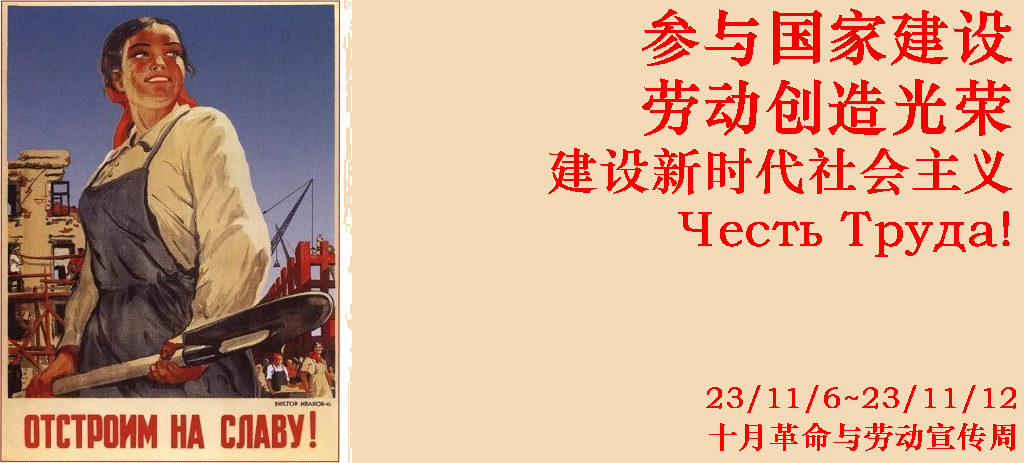 ВИКТОР ИВАНОВ-45.
ОТСТРОИМ НА СЛАВУ!
参与国家建设
劳动创造光荣
建设新时代社会主义
Честь Труда!
23/11/6~23/11/12
十月革命与劳动宣传周